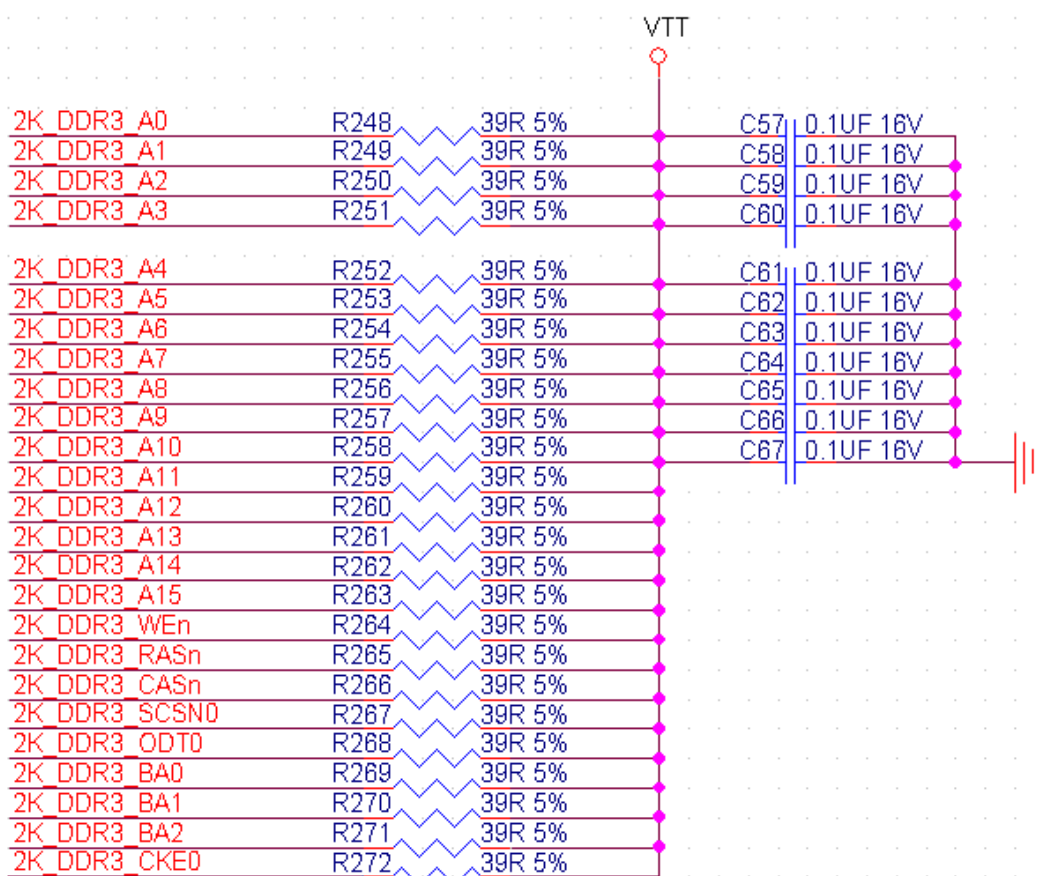 VTT
2K_DDR3_A0 R248 39R 5% C57 0.1UF 16V
2K_DDR3_A1 R249 39R 5% C58 0.1UF 16V
2K_DDR3_A2 R250 39R 5% C59 0.1UF 16V
2K_DDR3_A3 R251 39R 5% C60 0.1UF 16V
2K_DDR3_A4 R252 39R 5% C61 0.1UF 16V
2K_DDR3_A5 R253 39R 5% C62 0.1UF 16V
2K_DDR3_A6 R254 39R 5% C63 0.1UF 16V
2K_DDR3_A7 R255 39R 5% C64 0.1UF 16V
2K_DDR3_A8 R256 39R 5% C65 0.1UF 16V
2K_DDR3_A9 R257 39R 5% C66 0.1UF 16V
2K_DDR3_A10 R258 39R 5% C67 0.1UF 16V
2K_DDR3_A11 R259 39R 5%
2K_DDR3_A12 R260 39R 5%
2K_DDR3_A13 R261 39R 5%
2K_DDR3_A14 R262 39R 5%
2K_DDR3_A15 R263 39R 5%
2K_DDR3_WEn R264 39R 5%
2K_DDR3_RASn R265 39R 5%
2K_DDR3_CASn R266 39R 5%
2K_DDR3_SCSN0 R267 39R 5%
2K_DDR3_ODT0 R268 39R 5%
2K_DDR3_BA0 R269 39R 5%
2K_DDR3_BA1 R270 39R 5%
2K_DDR3_BA2 R271 39R 5%
2K_DDR3_CKE0 R272 39R 5%